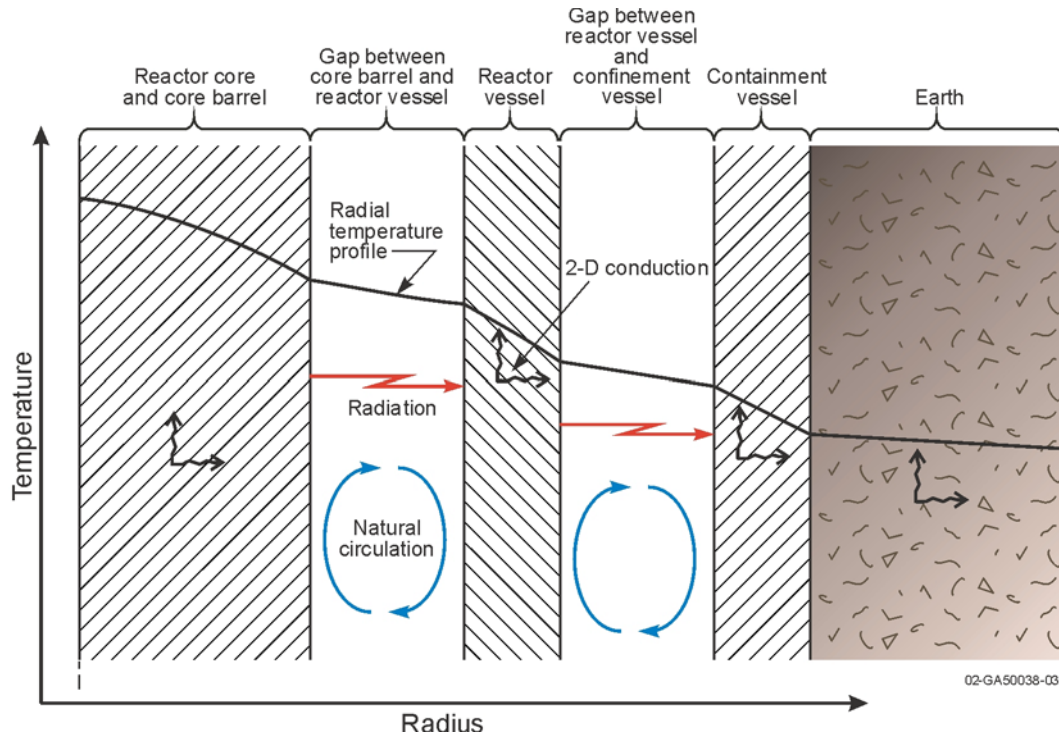 Reactor core
and core barrel
Gap between
core barrel and
reactor vessel
Reactor
vessel
Gap between
reactor vessel
and
confinement
vessel
Containment
vessel
Earth
Radial
temperature
profile
2-D conduction
Radiation
Natural
circulation
Temperature
Radius
02-GA50038-03